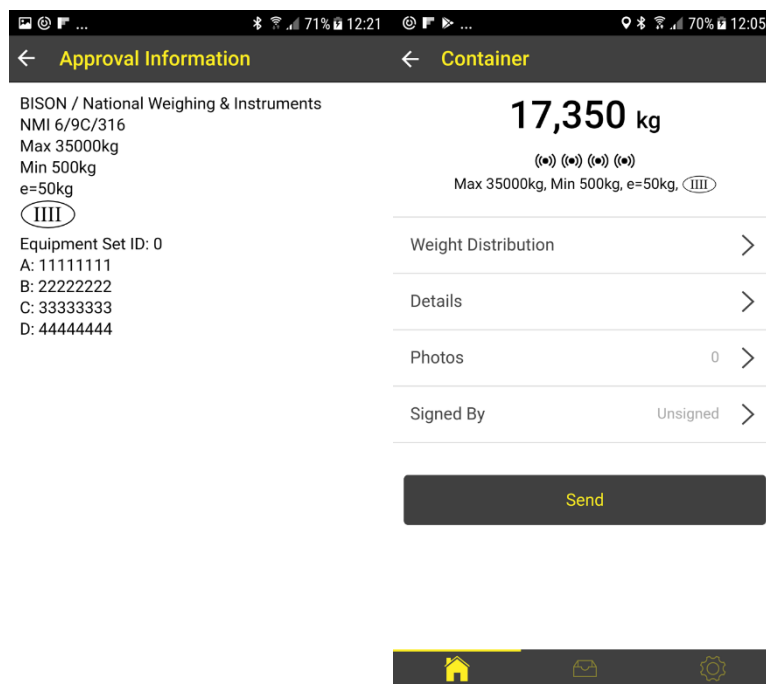 ... 71% 12:21
Approval Information
BISON / National Weighing & Instruments
NMI 6/9C/316
Max 35000kg
Min 500kg
e=50kg
IIII
Equipment Set ID: 0
A: 11111111
B: 22222222
C: 33333333
D: 44444444
... 70% 12:05
Container
17,350 kg
Max 35000kg, Min 500kg, e=50kg, IIII
Weight Distribution
Details
Photos 0
Signed By Unsigned
Send